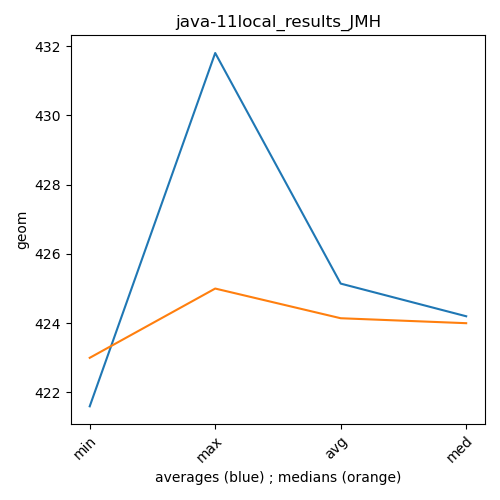 java-11local_results_JMH
geom
432
430
428
426
424
422
min
max
avg
med
averages (blue) ; medians (orange)